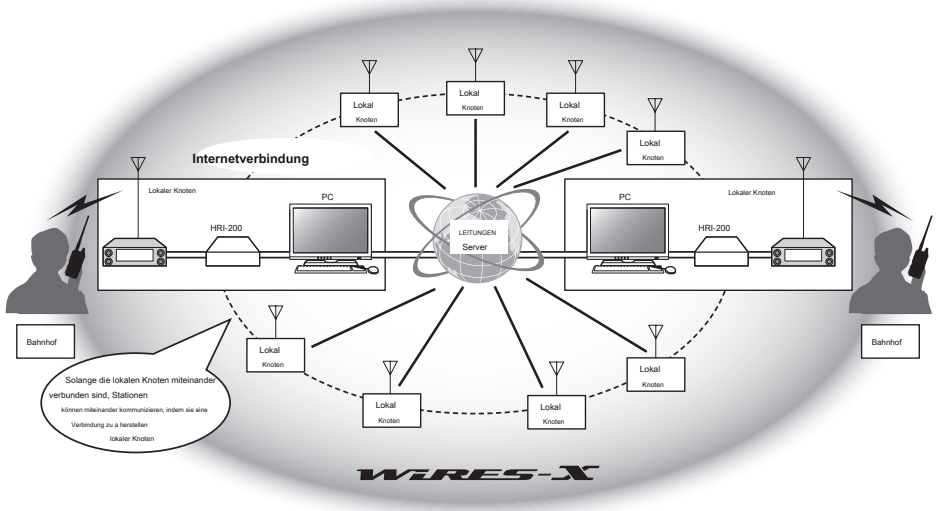 Lokal
Knoten
Lokal
Knoten
Lokal
Knoten
Lokal
Knoten
Internetverbindung
Lokaler Knoten
PC
HRI-200
LEITUNGEN
Server
PC
Lokaler Knoten
HRI-200
Bahnhof
Bahnhof
Lokal
Knoten
Lokal
Knoten
Lokal
Knoten
Lokal
Knoten
Solange die lokalen Knoten miteinander
verbunden sind, Stationen
können miteinander kommunizieren, indem sie eine
Verbindung zu a herstellen
lokaler Knoten
WiRES-X